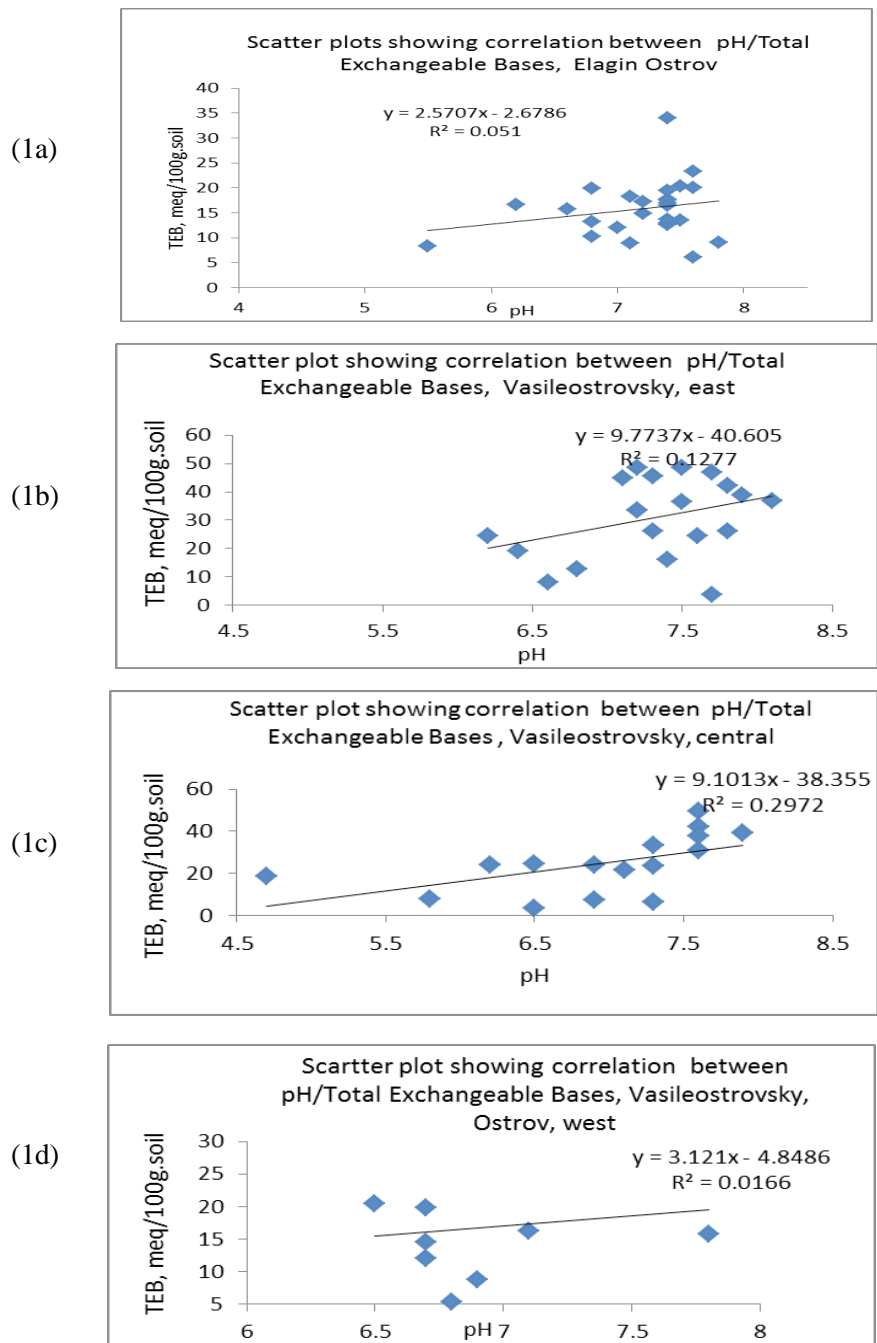 (1a)
Scatter plots showing correlation between pH/Total
Exchangeable Bases, Elagin Ostrov
y = 2.5707x - 2.6786
R² = 0.051
TEB, meq/100g.soil
40
35
30
25
20
15
10
5
0
4 5 6 7 8
pH
(1b)
Scatter plot showing correlation between pH/Total
Exchangeable Bases, Vasileostrovsky, east
y = 9.7737x - 40.605
R² = 0.1277
TEB, meq/100g.soil
60
50
40
30
20
10
0
4.5 5.5 6.5 7.5 8.5
pH
(1c)
Scatter plot showing correlation between pH/Total
Exchangeable Bases , Vasileostrovsky, central
y = 9.1013x - 38.355
R² = 0.2972
TEB, meq/100g.soil
60
40
20
0
4.5 5.5 6.5 7.5 8.5
pH
(1d)
Scartter plot showing correlation between
pH/Total Exchangeable Bases, Vasileostrovsky,
Ostrov, west
y = 3.121x - 4.8486
R² = 0.0166
TEB, meq/100g.soil
30
25
20
15
10
5
6 6.5 7 7.5 8
pH